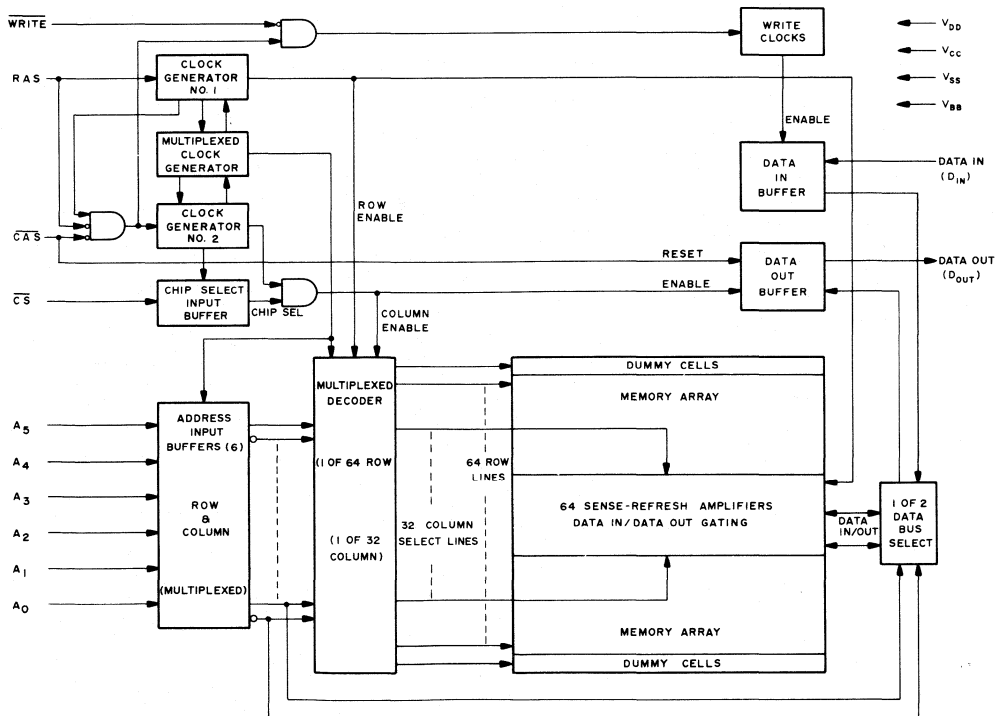 WRITE
RAS
CAS
CS
CLOCK
GENERATOR
NO. 1
MULTIPLEXED
CLOCK
GENERATOR
CLOCK
GENERATOR
NO. 2
CHIP SELECT
INPUT
BUFFER
CHIP SEL
ROW
ENABLE
COLUMN
ENABLE
RESET
ENABLE
WRITE
CLOCKS
ENABLE
DATA
IN
BUFFER
DATA
OUT
BUFFER
VDD
VCC
VSS
VBB
DATA IN
(DIN)
DATA OUT
(DOUT)
A5
A4
A3
A2
A1
A0
ADDRESS
INPUT
BUFFERS (6)
ROW
&
COLUMN
(MULTIPLEXED)
MULTIPLEXED
DECODER
(1 OF 64 ROW
(1 OF 32
COLUMN)
64 ROW
LINES
32 COLUMN
SELECT LINES
DUMMY CELLS
MEMORY ARRAY
64 SENSE-REFRESH AMPLIFIERS
DATA IN/DATA OUT GATING
MEMORY ARRAY
DUMMY CELLS
DATA
IN/OUT
1 OF 2
DATA
BUS
SELECT